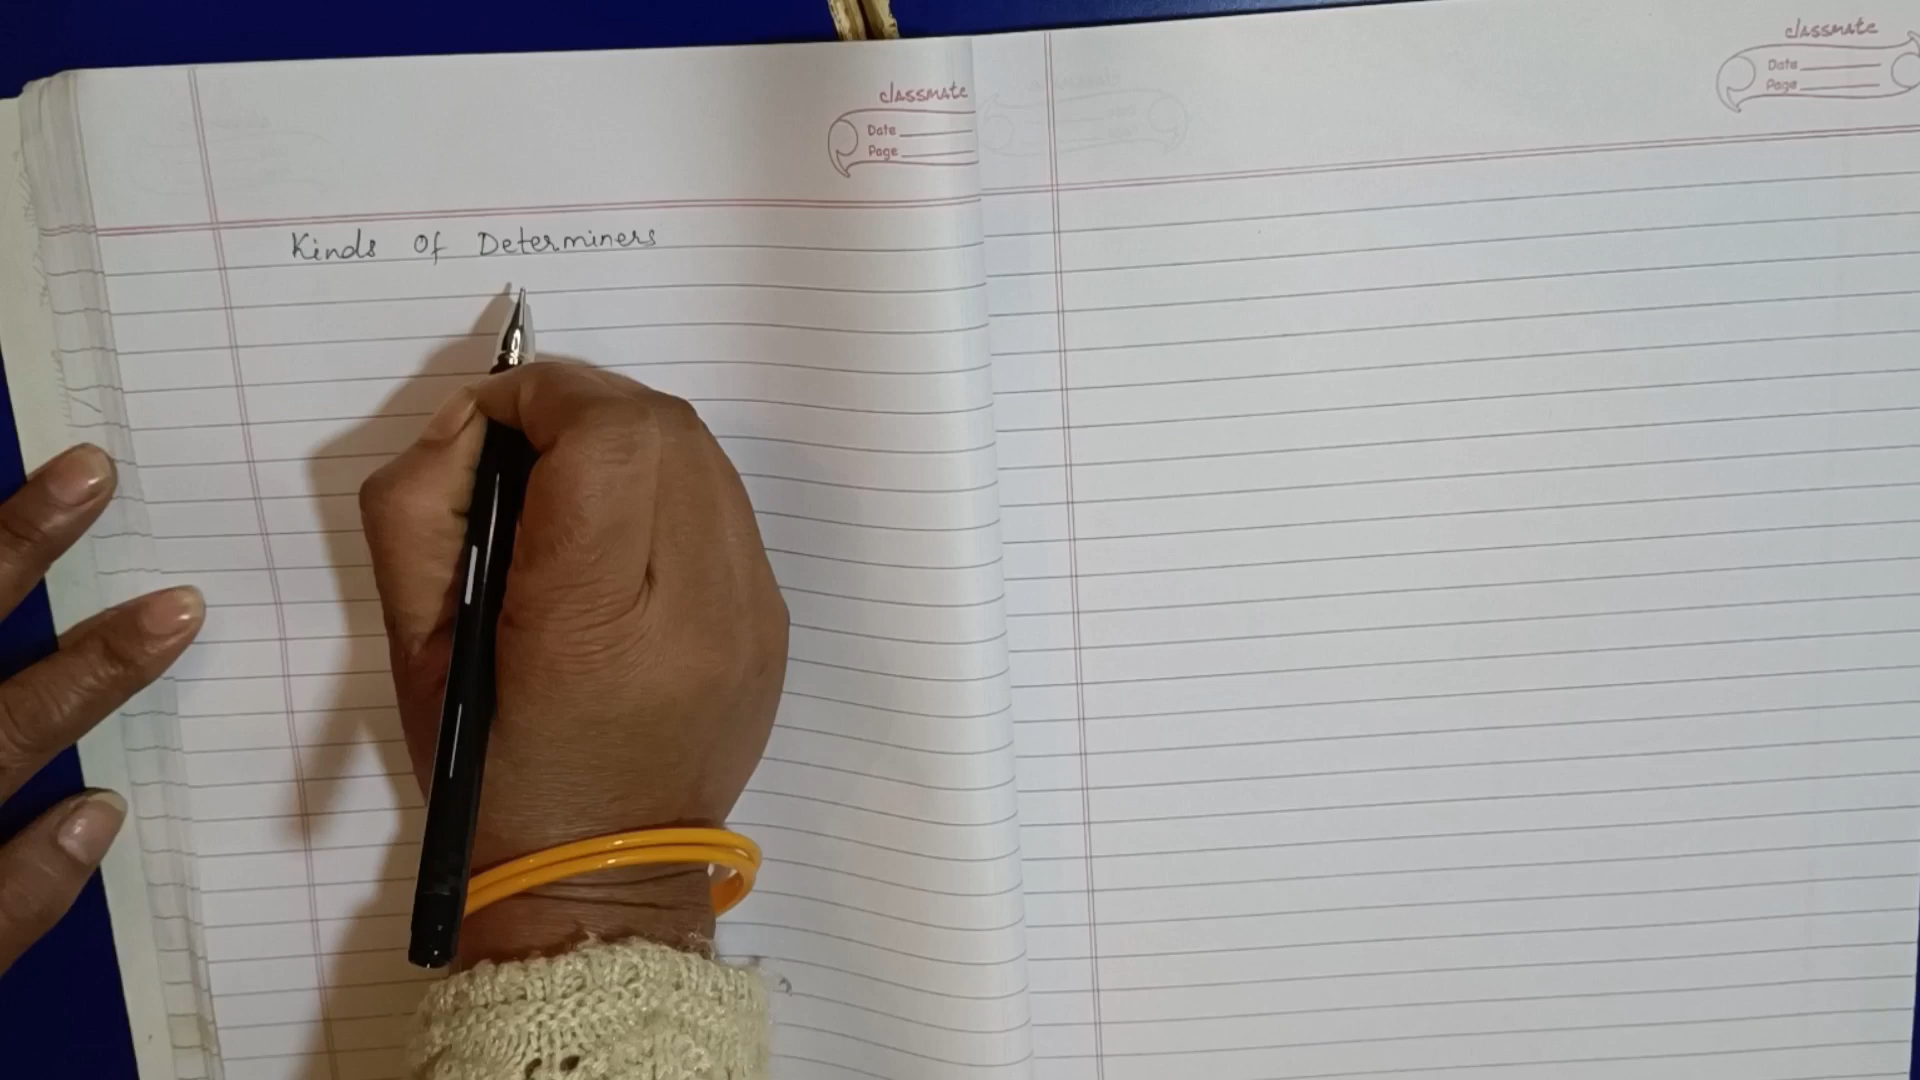 classmate
Date
Page
Kinds Of Determiners
classmate
Date
Page